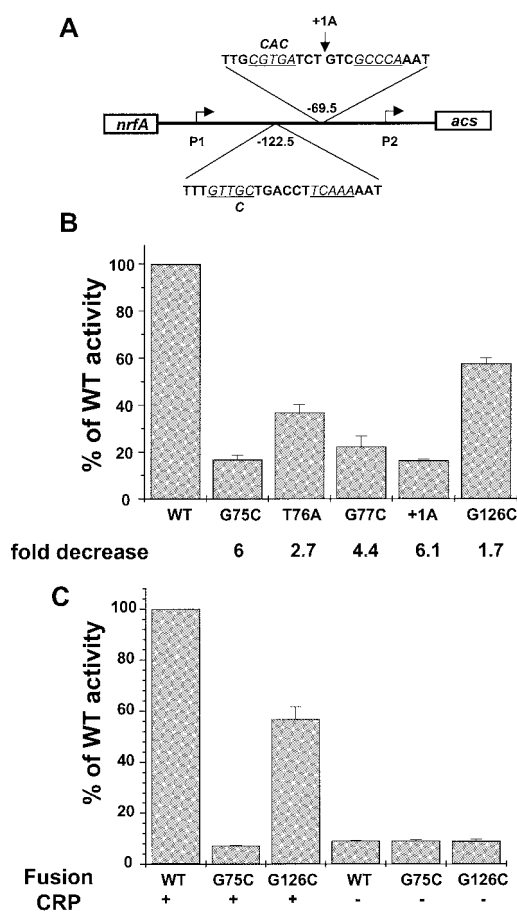 A
+1A
CAC
TTGCGTGATCT GTCGCCCAAAT
-69.5
nrfA
acs
P1
-122.5
P2
TTTGTTGCTGACCTTCAAAAAT
C
B
% of WT activity
100
80
60
40
20
0
WT G75C T76A G77C +1A G126C
fold decrease 6 2.7 4.4 6.1 1.7
C
% of WT activity
100
80
60
40
20
0
Fusion WT G75C G126C WT G75C G126C
CRP + + + - - -